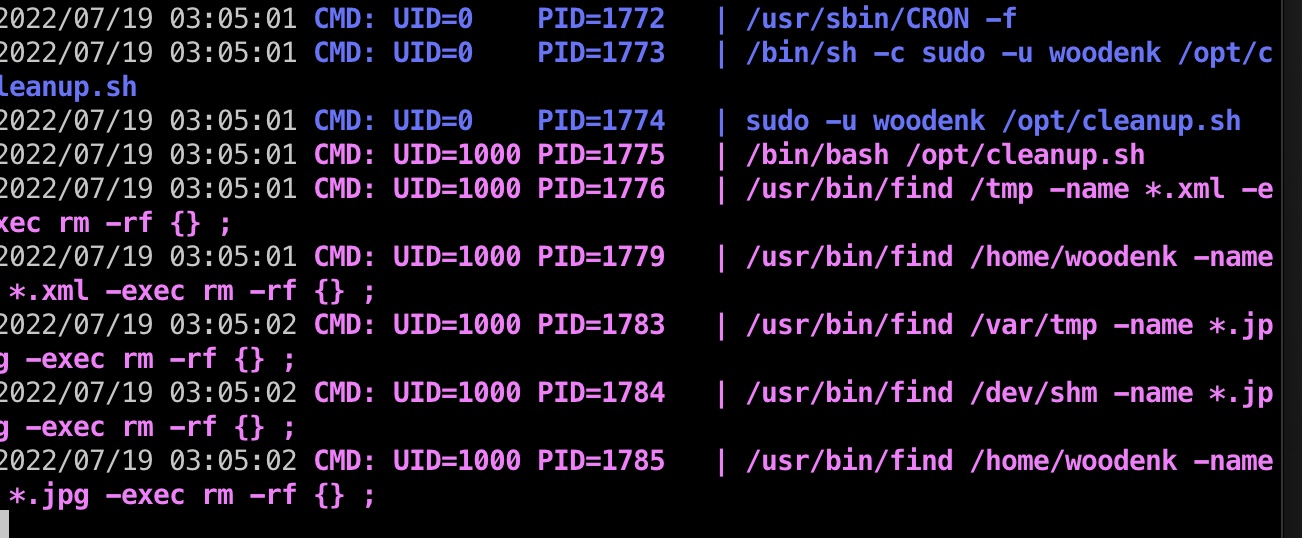 2022/07/19 03:05:01 CMD: UID=0    PID=1772   | /usr/sbin/CRON -f
2022/07/19 03:05:01 CMD: UID=0    PID=1773   | /bin/sh -c sudo -u woodenk /opt/c
leanup.sh
2022/07/19 03:05:01 CMD: UID=0    PID=1774   | sudo -u woodenk /opt/cleanup.sh
2022/07/19 03:05:01 CMD: UID=1000 PID=1775   | /bin/bash /opt/cleanup.sh
2022/07/19 03:05:01 CMD: UID=1000 PID=1776   | /usr/bin/find /tmp -name *.xml -e
xec rm -rf {} ;
2022/07/19 03:05:01 CMD: UID=1000 PID=1779   | /usr/bin/find /home/woodenk -name
 *.xml -exec rm -rf {} ;
2022/07/19 03:05:02 CMD: UID=1000 PID=1783   | /usr/bin/find /var/tmp -name *.jp
g -exec rm -rf {} ;
2022/07/19 03:05:02 CMD: UID=1000 PID=1784   | /usr/bin/find /dev/shm -name *.jp
g -exec rm -rf {} ;
2022/07/19 03:05:02 CMD: UID=1000 PID=1785   | /usr/bin/find /home/woodenk -name
 *.jpg -exec rm -rf {} ;